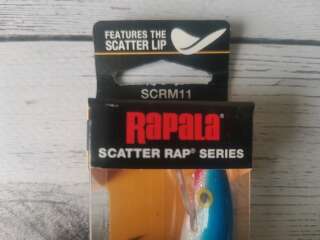 FEATURES THE
SCATTER LIP
SCRM11
RAPALA
SCATTER RAP® SERIES